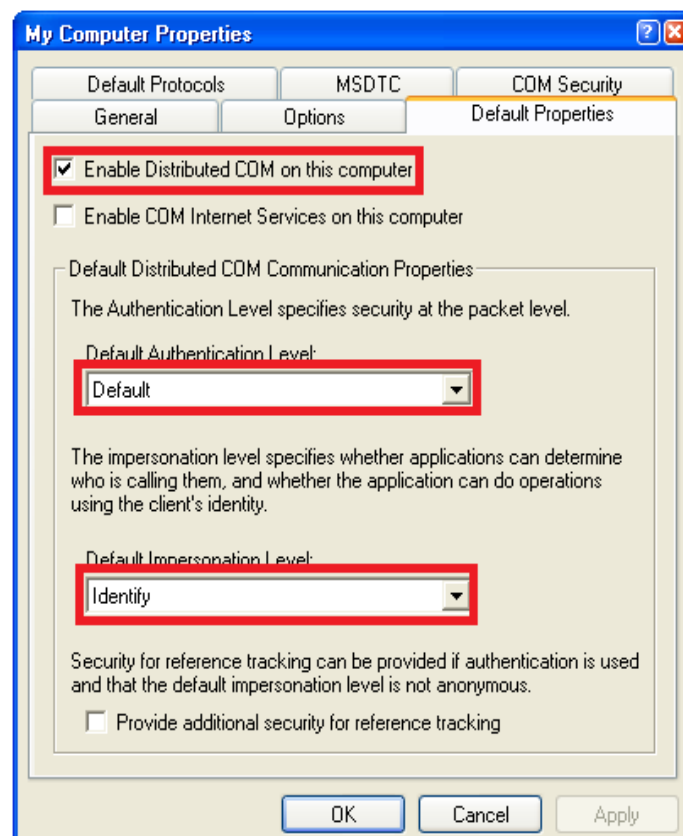 My Computer Properties
Default Protocols
MSDTC
COM Security
General
Options
Default Properties
Enable Distributed COM on this computer
Enable COM Internet Services on this computer
Default Distributed COM Communication Properties
The Authentication Level specifies security at the packet level.
Default Authentication Level:
Default
The impersonation level specifies whether applications can determine
who is calling them, and whether the application can do operations
using the client's identity.
Default Impersonation Level:
Identify
Security for reference tracking can be provided if authentication is used
and that the default impersonation level is not anonymous.
Provide additional security for reference tracking
OK
Cancel
Apply